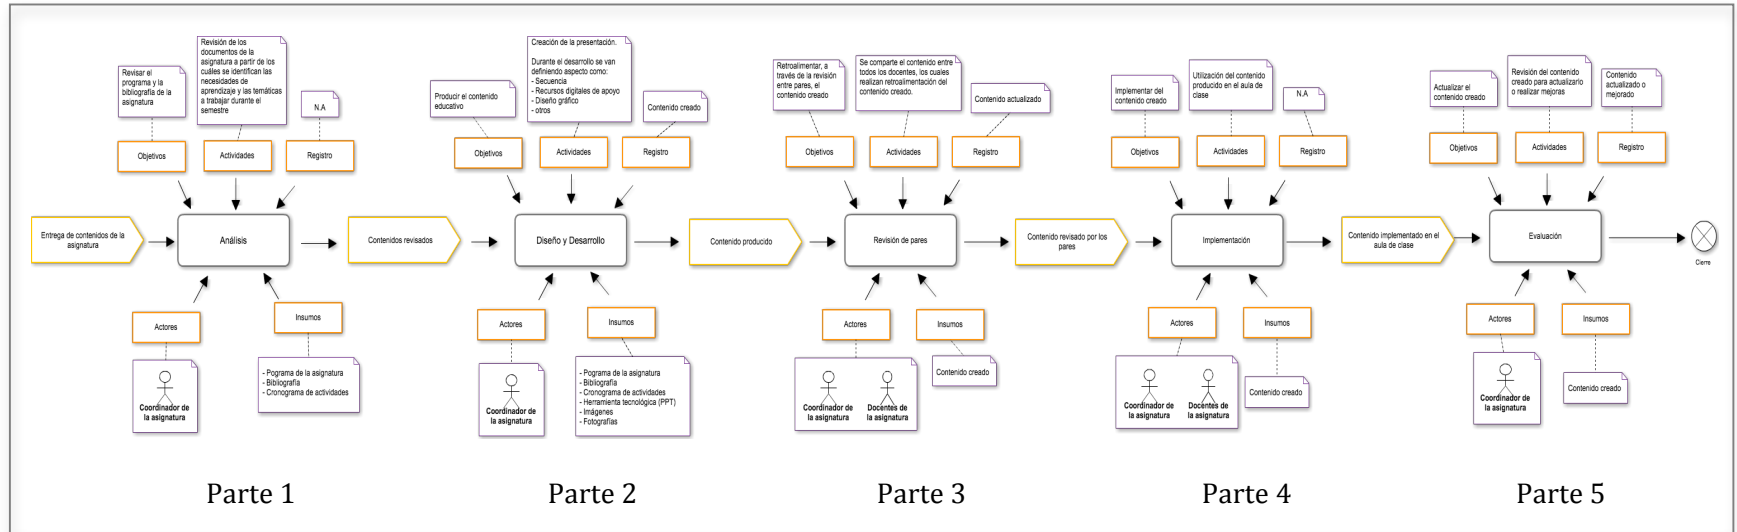 Revisar el
programa y la
bibliografía de la
asignatura
Revisión de los
documentos de la
asignatura a partir de los
cuáles se identifican las
necesidades de
aprendizaje y las temáticas
a trabajar durante el
semestre
N.A
Objetivos
Actividades
Registro
Entrega de contenidos de la
asignatura
Análisis
Actores
Insumos
Coordinador de
la asignatura
- Pograma de la asignatura
- Bibliografía
- Cronograma de actividades
Parte 1
Contenidos revisados
Producir el contenido
educativo
Creación de la presentación.
Durante el desarrollo se van
definiendo aspecto como:
- Secuencia
- Recursos digitales de apoyo
- Diseño gráfico
- otros
Contenido creado
Objetivos
Actividades
Registro
Diseño y Desarrollo
Actores
Insumos
Coordinador de
la asignatura
- Pograma de la asignatura
- Bibliografía
- Cronograma de actividades
- Herramienta tecnológica (PPT)
- Imágenes
- Fotografías
Parte 2
Contenido producido
Retroalimentar, a
través de la revisión
entre pares, el
contenido creado
Se comparte el contenido entre
todos los docentes, los cuales
realizan retroalimentación del
contenido creado.
Contenido actualizado
Objetivos
Actividades
Registro
Revisión de pares
Actores
Insumos
Coordinador de
la asignatura
Docentes de
la asignatura
Contenido creado
Parte 3
Contenido revisado por los
pares
Implementar del
contenido creado
Utilización del contenido
producido en el aula de
clase
N.A
Objetivos
Actividades
Registro
Implementación
Actores
Insumos
Coordinador de
la asignatura
Docentes de
la asignatura
Contenido creado
Parte 4
Contenido implementado en el
aula de clase
Actualizar el
contenido creado
Revisión del contenido
creado para actualizarlo
o realizar mejoras
Contenido
actualizado o
mejorado
Objetivos
Actividades
Registro
Evaluación
Cierre
Actores
Insumos
Coordinador de
la asignatura
Contenido creado
Parte 5